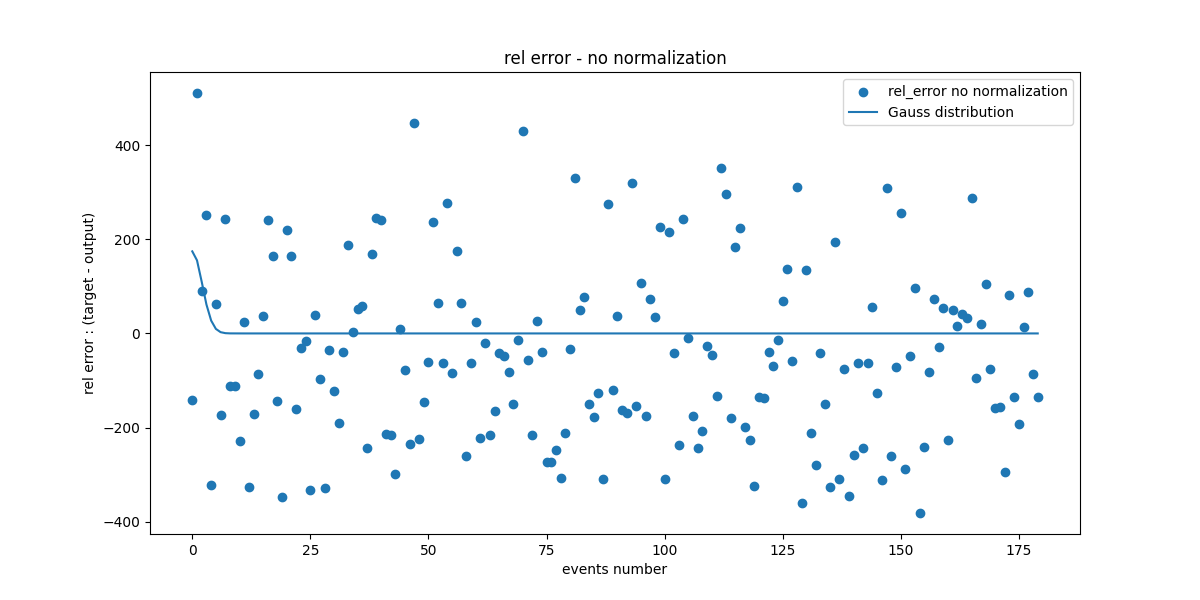 rel error - no normalization
rel_error no normalization
Gauss distribution
400
200
0
−200
−400
rel error : (target - output)
0 25 50 75 100 125 150 175
events number